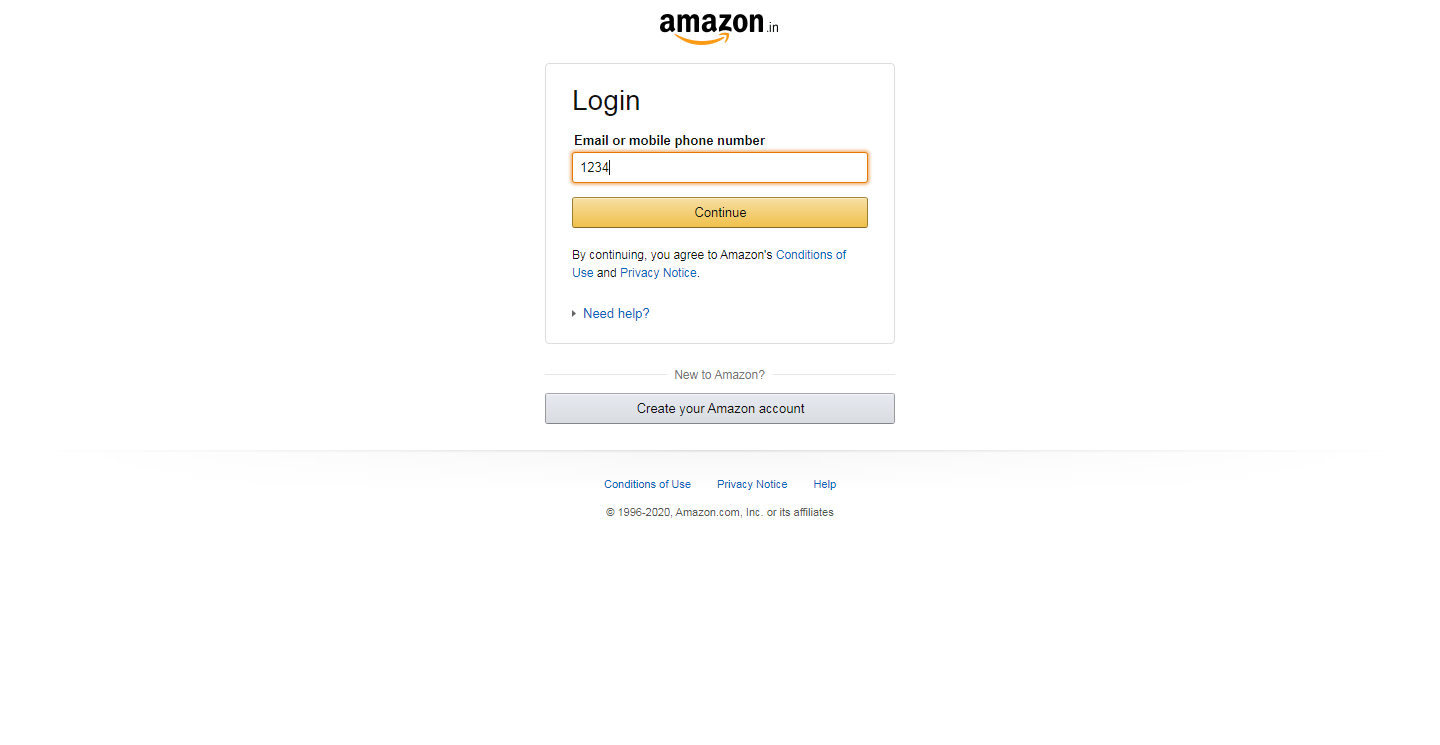 amazon.in
Login
Email or mobile phone number
1234
Continue
By continuing, you agree to Amazon's Conditions of
Use and Privacy Notice.
Need help?
New to Amazon?
Create your Amazon account
Conditions of Use Privacy Notice Help
© 1996-2020, Amazon.com, Inc. or its affiliates